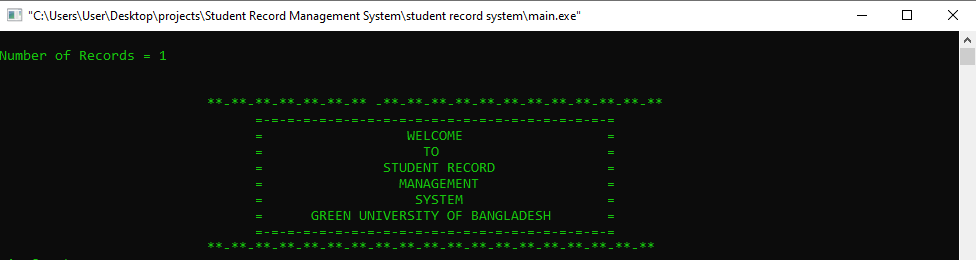 "C:\Users\User\Desktop\projects\Student Record Management System\student record system\main.exe"
Number of Records = 1
**-**-**-**-**-**-** -**-**-**-**-**-**-**-**-**-**-**-**
=-=-=-=-=-=-=-=-=-=-=-=-=-=-=-=-=-=-=-=-=-=-=
= WELCOME =
= TO =
= STUDENT RECORD =
= MANAGEMENT =
= SYSTEM =
= GREEN UNIVERSITY OF BANGLADESH =
=-=-=-=-=-=-=-=-=-=-=-=-=-=-=-=-=-=-=-=-=-=-=
**-**-**-**-**-**-**-**-**-**-**-**-**-**-**-**-**-**-**